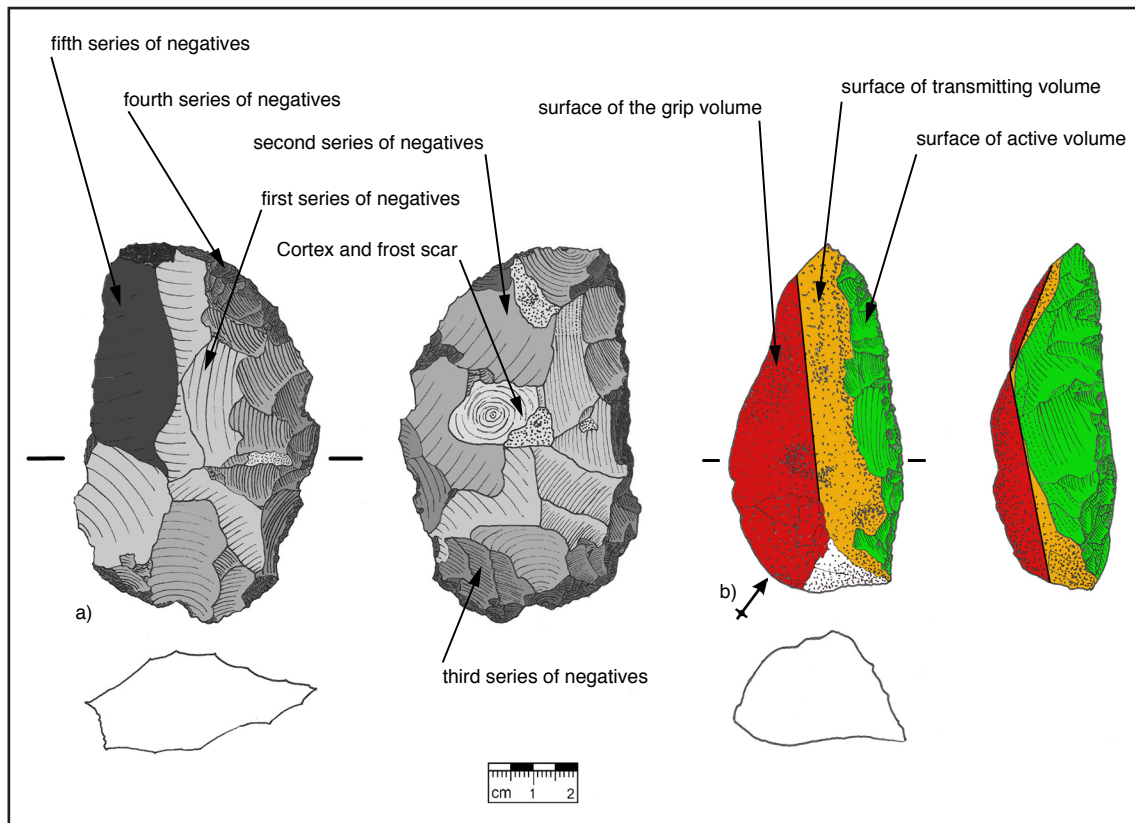 fifth series of negatives
fourth series of negatives
second series of negatives
first series of negatives
Cortex and frost scar
surface of the grip volume
surface of transmitting volume
surface of active volume
a)
b)
third series of negatives
cm 1 2